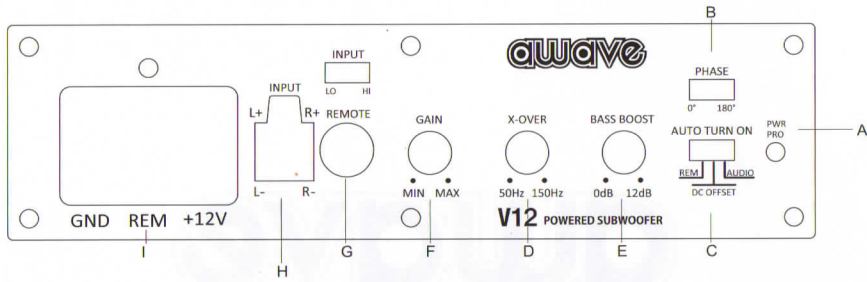 B
awave
INPUT
PHASE
INPUT
LO HI
0° 180°
L+ R+
REMOTE
GAIN
X-OVER
BASS BOOST
AUTO TURN ON
PWR
PRO
A
REM
AUDIO
MIN MAX
50Hz 150Hz
0dB 12dB
DC OFFSET
L- R-
GND REM +12V
V12 POWERED SUBWOOFER
I
H
G
F
D
E
C